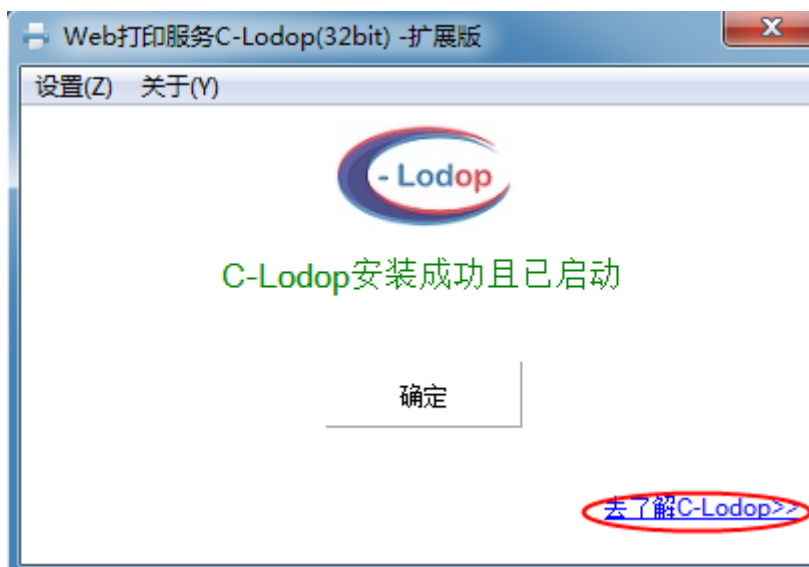 Web打印服务C-Lodop(32bit) -扩展版
设置(Z) 关于(Y)
- Lodop
C-Lodop安装成功且已启动
确定
去了解C-Lodop>>